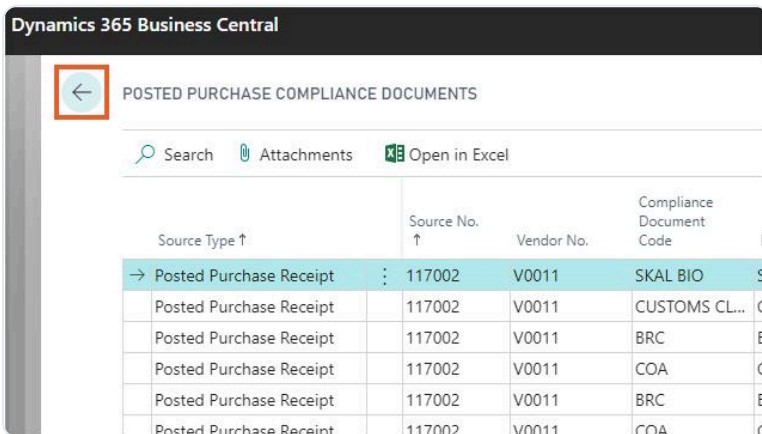 Dynamics 365 Business Central
POSTED PURCHASE COMPLIANCE DOCUMENTS
Search Attachments Open in Excel
Source Type ↑ Source No. ↑ Vendor No. Compliance Document Code
→ Posted Purchase Receipt ⋮ 117002 V0011 SKAL BIO
Posted Purchase Receipt 117002 V0011 CUSTOMS CL...
Posted Purchase Receipt 117002 V0011 BRC
Posted Purchase Receipt 117002 V0011 COA
Posted Purchase Receipt 117002 V0011 BRC
Posted Purchase Receipt 117002 V0011 COA